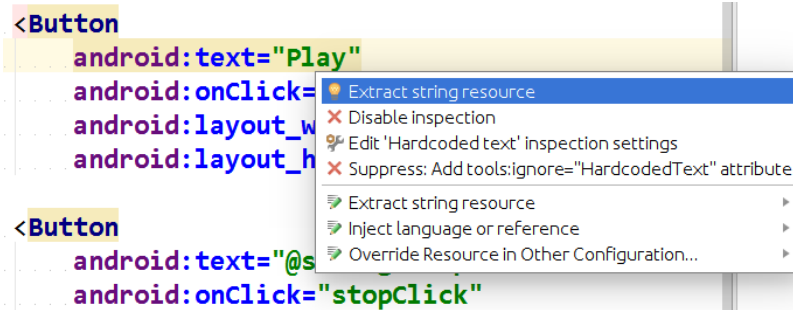 <Button
android:text="Play"
android:onClick=
android:layout_w
android:layout_h
Extract string resource
Disable inspection
Edit 'Hardcoded text' inspection settings
Suppress: Add tools:ignore="HardcodedText" attribute
Extract string resource
Inject language or reference
Override Resource in Other Configuration...
<Button
android:text="@s
android:onClick="stopClick"